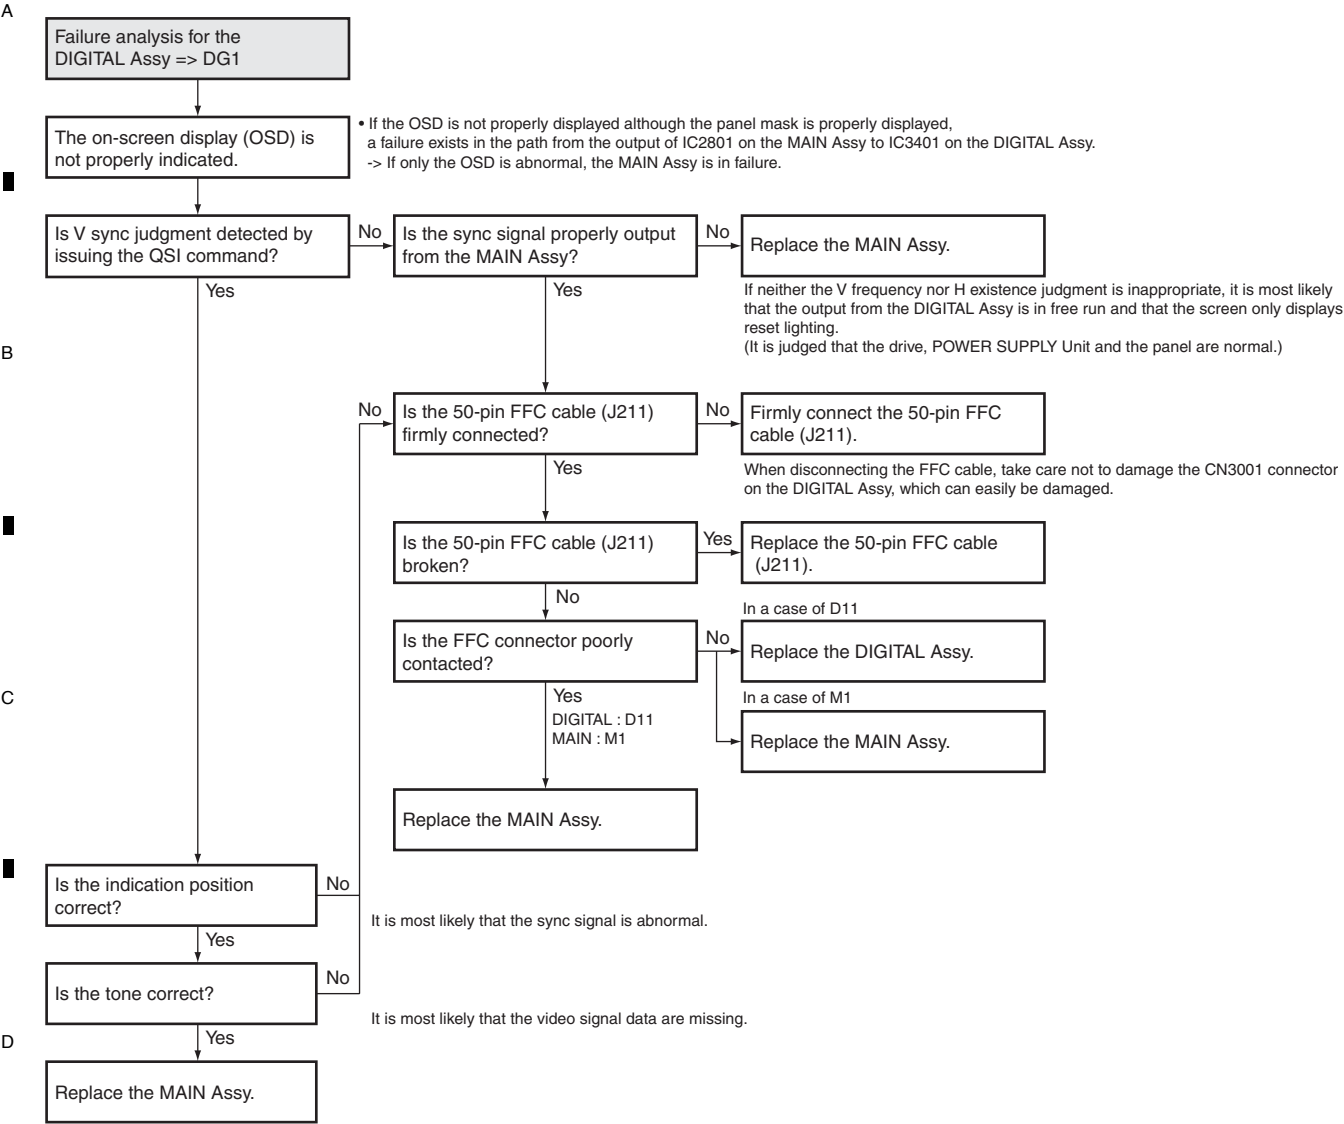 A
Failure analysis for the
DIGITAL Assy => DG1
The on-screen display (OSD) is
not properly indicated.
• If the OSD is not properly displayed although the panel mask is properly displayed,
a failure exists in the path from the output of IC2801 on the MAIN Assy to IC3401 on the DIGITAL Assy.
-> If only the OSD is abnormal, the MAIN Assy is in failure.
Is V sync judgment detected by
issuing the QSI command?
No
Is the sync signal properly output
from the MAIN Assy?
No
Replace the MAIN Assy.
Yes
Yes
If neither the V frequency nor H existence judgment is inappropriate, it is most likely
that the output from the DIGITAL Assy is in free run and that the screen only displays
reset lighting.
(It is judged that the drive, POWER SUPPLY Unit and the panel are normal.)
B
No
Is the 50-pin FFC cable (J211)
firmly connected?
No
Firmly connect the 50-pin FFC
cable (J211).
Yes
When disconnecting the FFC cable, take care not to damage the CN3001 connector
on the DIGITAL Assy, which can easily be damaged.
Is the 50-pin FFC cable (J211)
broken?
Yes
Replace the 50-pin FFC cable
(J211).
No
In a case of D11
Is the FFC connector poorly
contacted?
No
Replace the DIGITAL Assy.
C
Yes
DIGITAL : D11
MAIN : M1
In a case of M1
Replace the MAIN Assy.
Replace the MAIN Assy.
Is the indication position
correct?
No
It is most likely that the sync signal is abnormal.
Yes
Is the tone correct?
No
It is most likely that the video signal data are missing.
Yes
D
Replace the MAIN Assy.